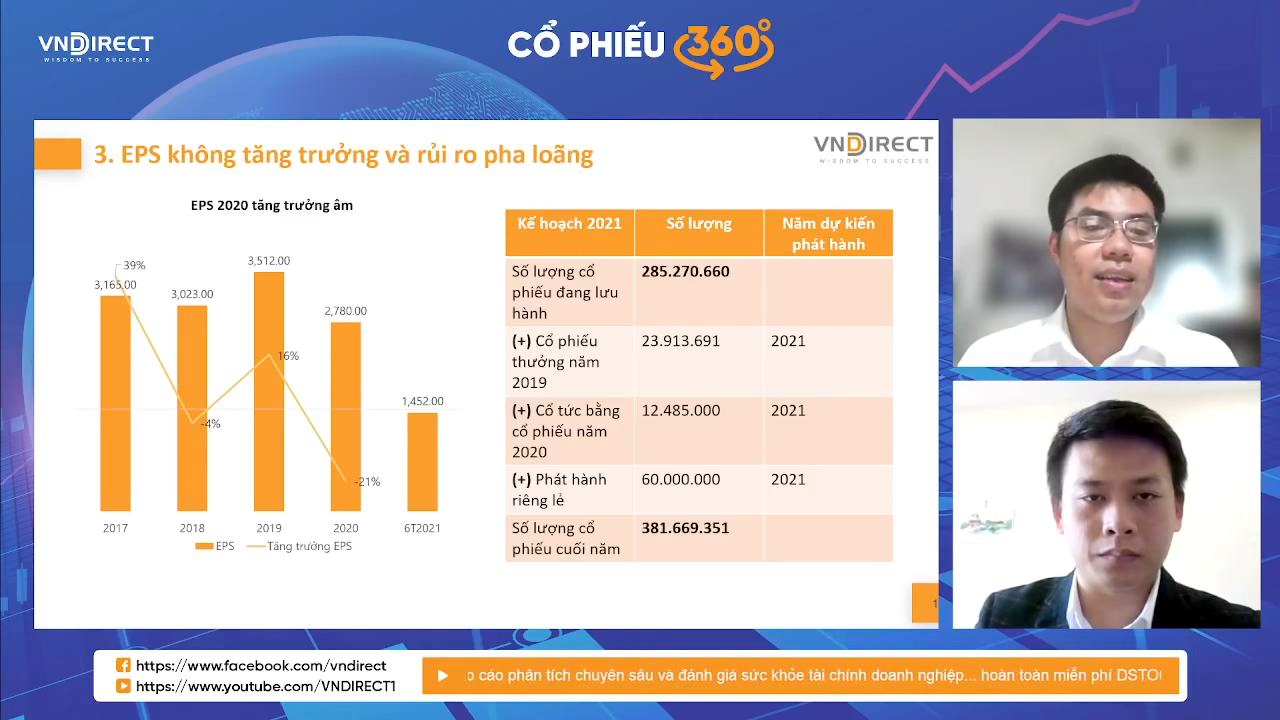 VNDIRECT
WISDOM TO SUCCESS
CỔ PHIẾU 360°
3. EPS không tăng trưởng và rủi ro pha loãng
VNDIRECT
WISDOM TO SUCCESS
EPS 2020 tăng trưởng âm
39%
3,165.00
3,023.00
3,512.00
2,780.00
1,452.00
16%
-4%
-21%
2017 2018 2019 2020 6T2021
EPS Tăng trưởng EPS
Kế hoạch 2021 Số lượng Năm dự kiến
phát hành
Số lượng cổ 285.270.660
phiếu đang lưu
hành
(+) Cổ phiếu 23.913.691 2021
thưởng năm
2019
(+) Cổ tức bằng 12.485.000 2021
cổ phiếu năm
2020
(+) Phát hành 60.000.000 2021
riêng lẻ
Số lượng cổ 381.669.351
phiếu cuối năm
https://www.facebook.com/vndirect
https://www.youtube.com/VNDIRECT1
cáo phân tích chuyên sâu và đánh giá sức khỏe tài chính doanh nghiệp... hoàn toàn miễn phí